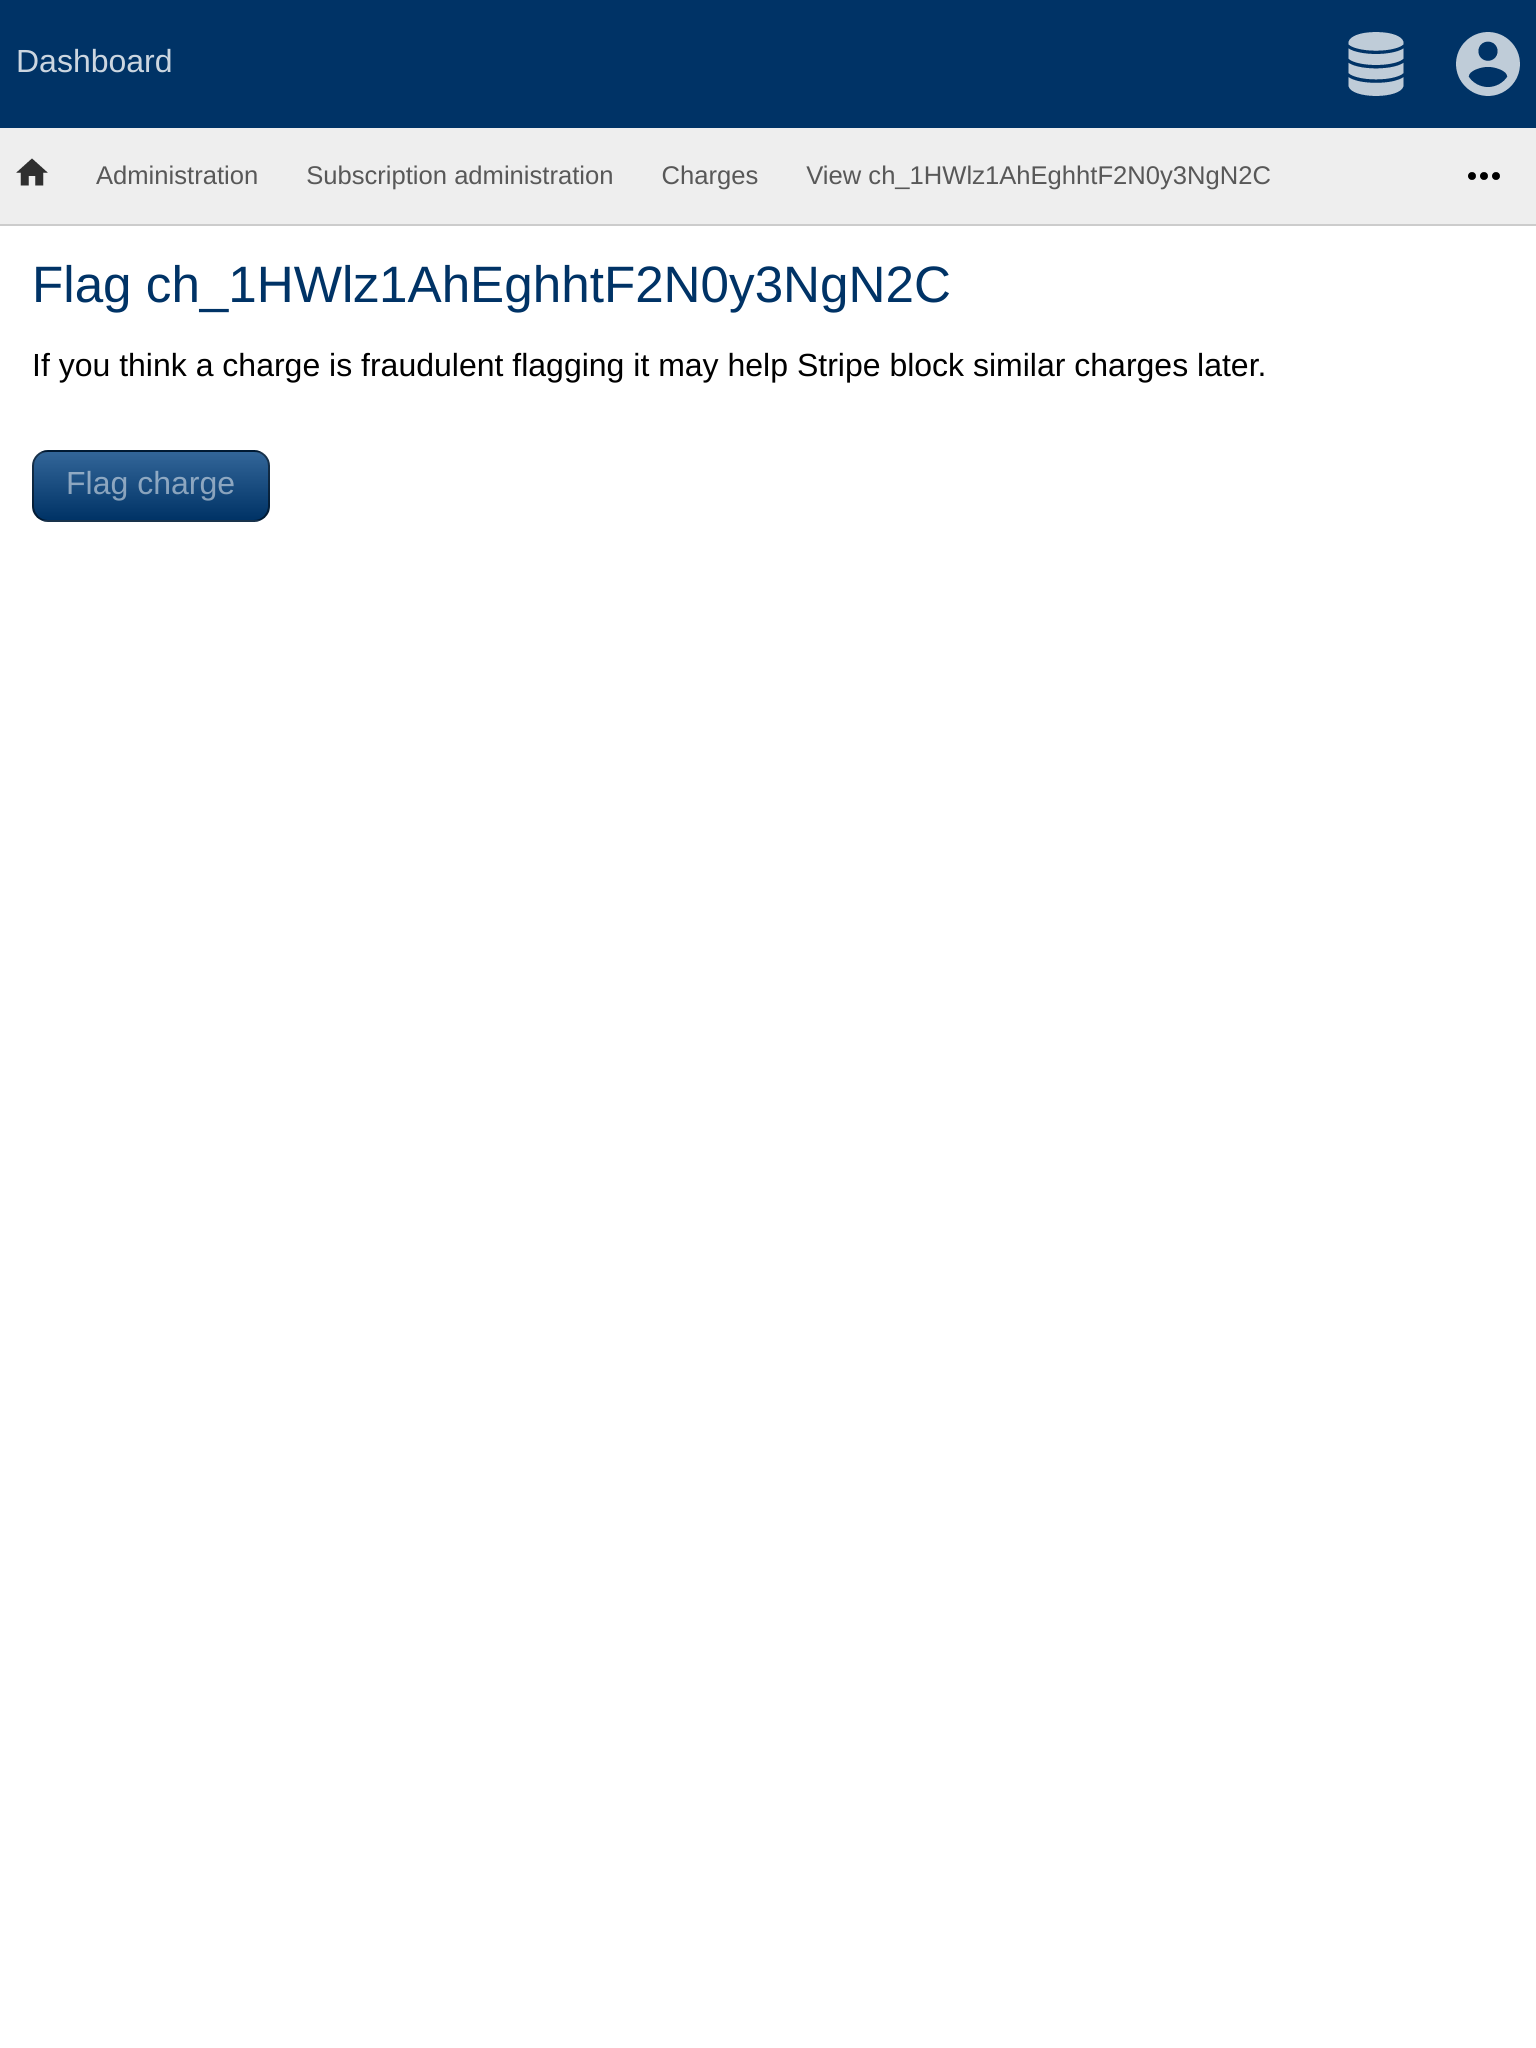 Dashboard
Administration Subscription administration Charges View ch_1HWlz1AhEghhtF2N0y3NgN2C
Flag ch_1HWlz1AhEghhtF2N0y3NgN2C
If you think a charge is fraudulent flagging it may help Stripe block similar charges later.
Flag charge